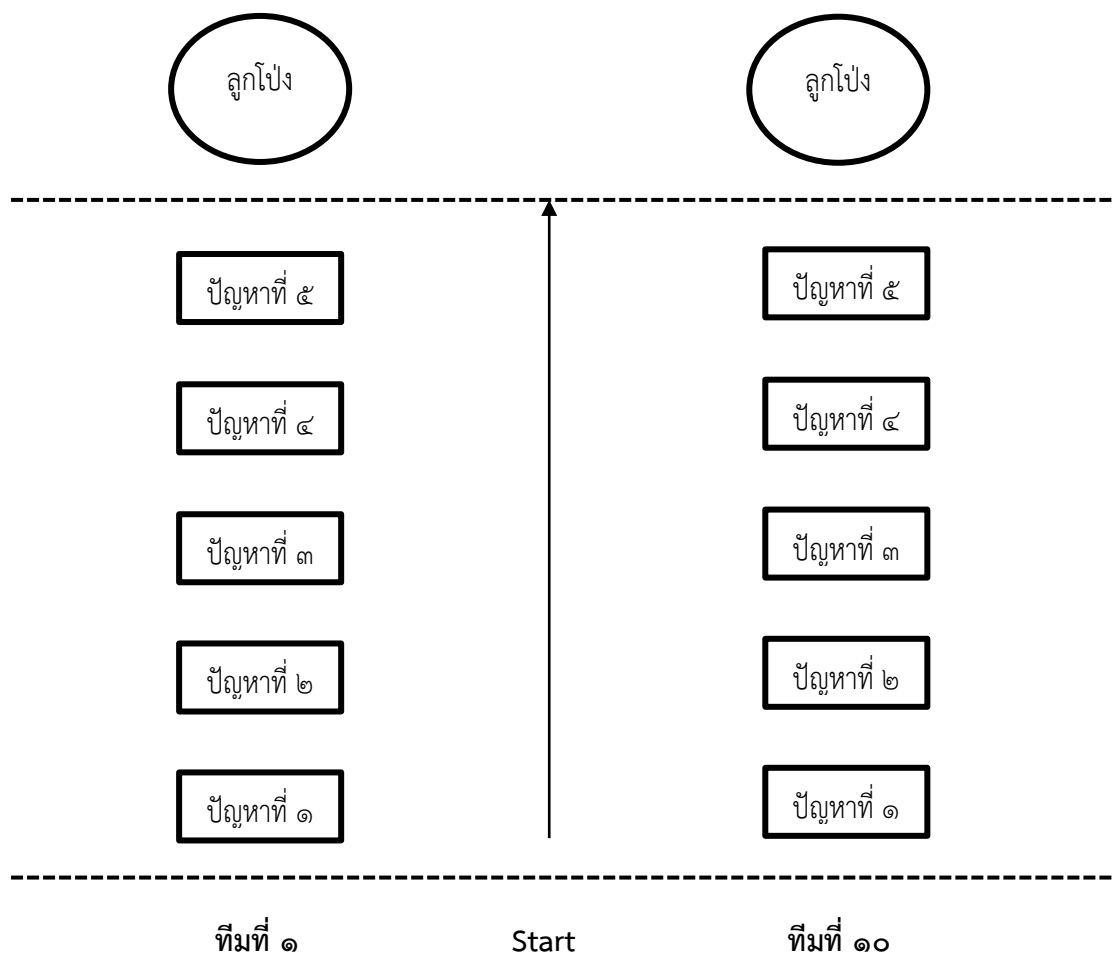 ลูกโป่ง ลูกโป่ง
ปัญหาที่ ๕ ปัญหาที่ ๕
ปัญหาที่ ๔ ปัญหาที่ ๔
ปัญหาที่ ๓ ปัญหาที่ ๓
ปัญหาที่ ๒ ปัญหาที่ ๒
ปัญหาที่ ๑ ปัญหาที่ ๑
ทีมที่ ๑ Start ทีมที่ ๑๐